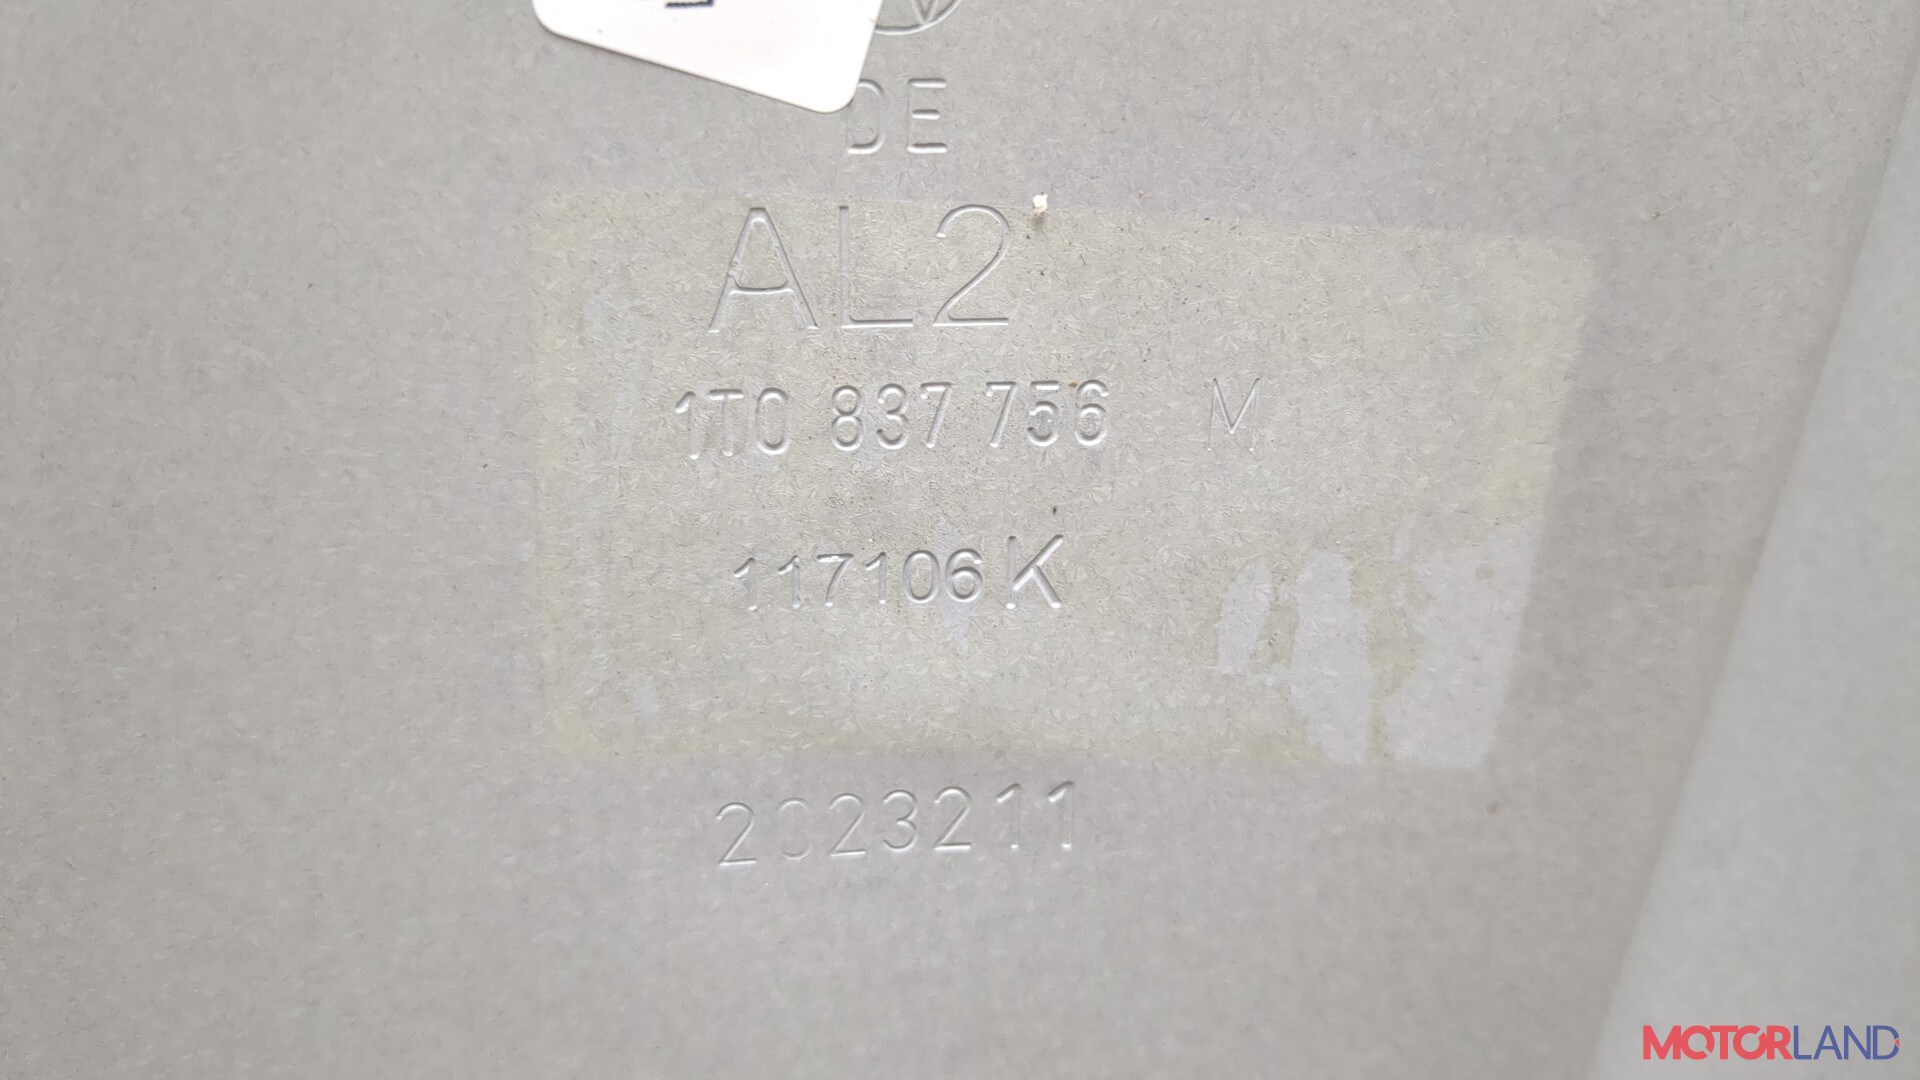 DE
AL2
1T0 837 756 M
117106 K
2023211
MOTORLAND